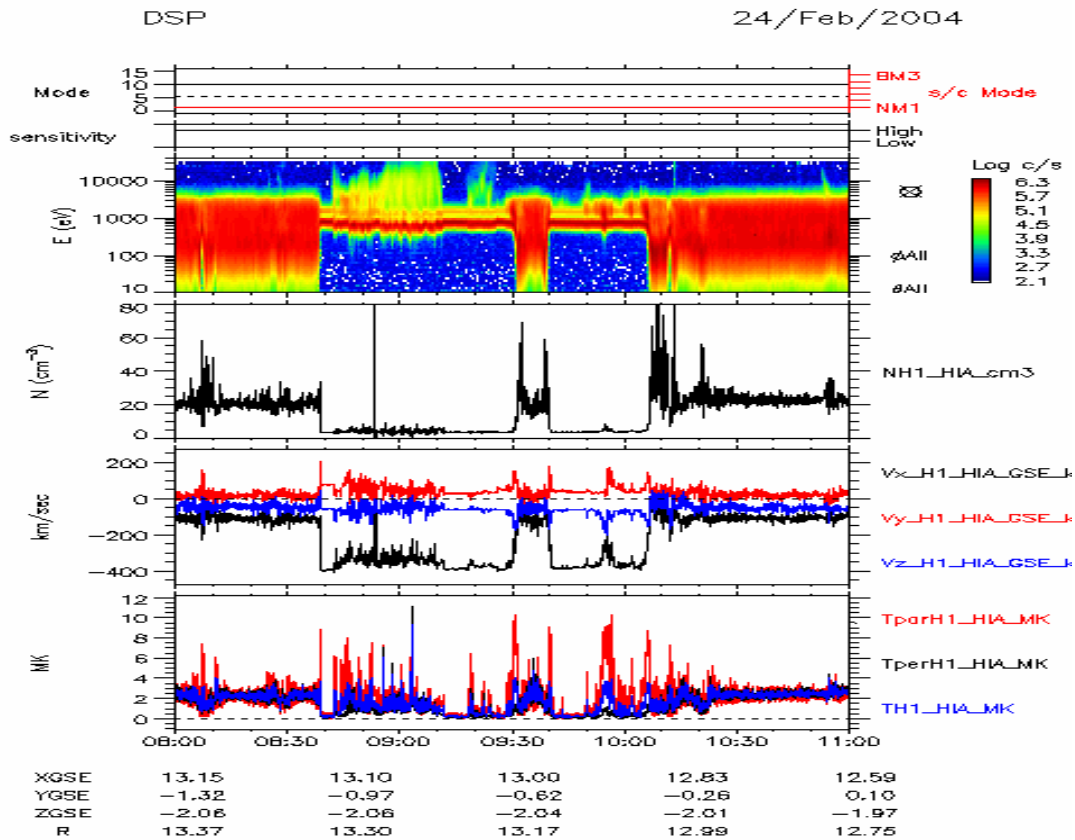 DSP 24/Feb/2004
15
10
5
0
Mode
BM3
s/c Mode
NM1
sensitivity
High
Low
10000
1000
100
10
E (eV)
φAll
θAll
Log c/s
6.3
5.7
5.1
4.5
3.9
3.3
2.7
2.1
80
60
40
20
0
N (cm⁻³)
NH1_HIA_cm3
200
0
-200
-400
km/sec
Vx_H1_HIA_GSE_k
Vy_H1_HIA_GSE_k
Vz_H1_HIA_GSE_k
12
10
8
6
4
2
0
MK
TparH1_HIA_MK
TperH1_HIA_MK
TH1_HIA_MK
08:00 08:30 09:00 09:30 10:00 10:30 11:00
XGSE 13.15 13.10 13.00 12.83 12.59
YGSE -1.32 -0.97 -0.62 -0.26 0.10
ZGSE -2.06 -2.06 -2.04 -2.01 -1.97
R 13.37 13.30 13.17 12.99 12.75